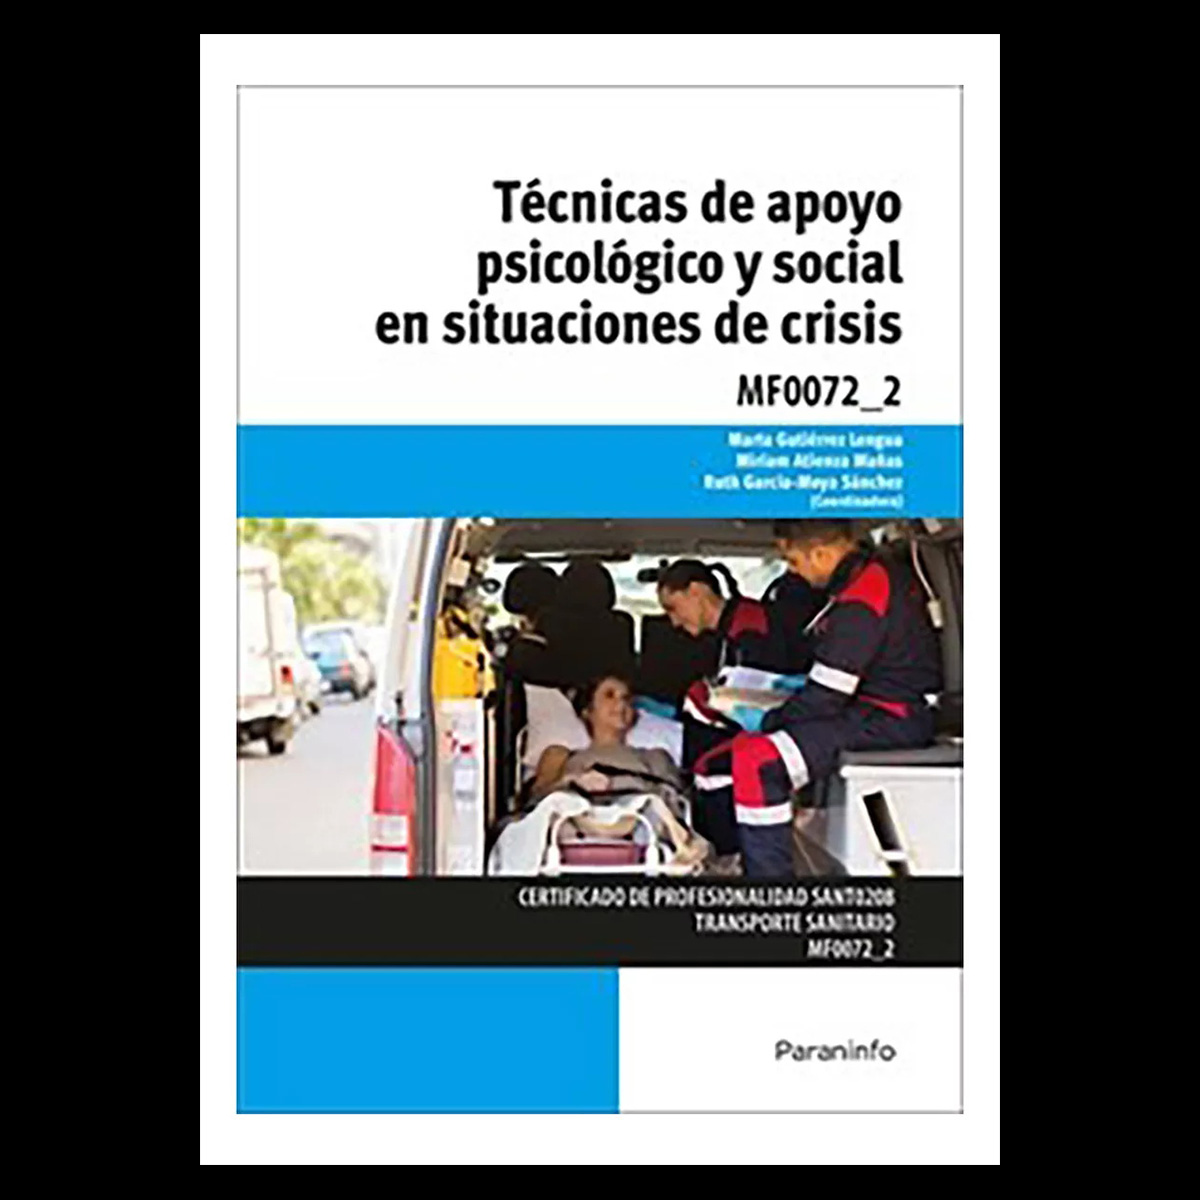 Técnicas de apoyo
psicológico y social
en situaciones de crisis
MF0072_2
Marta Gutiérrez Lengua
Miriam Atienza Mañas
Ruth García-Moya Sánchez
(Coordinadora)
CERTIFICADO DE PROFESIONALIDAD SANT0208
TRANSPORTE SANITARIO
MF0072_2
Paraninfo